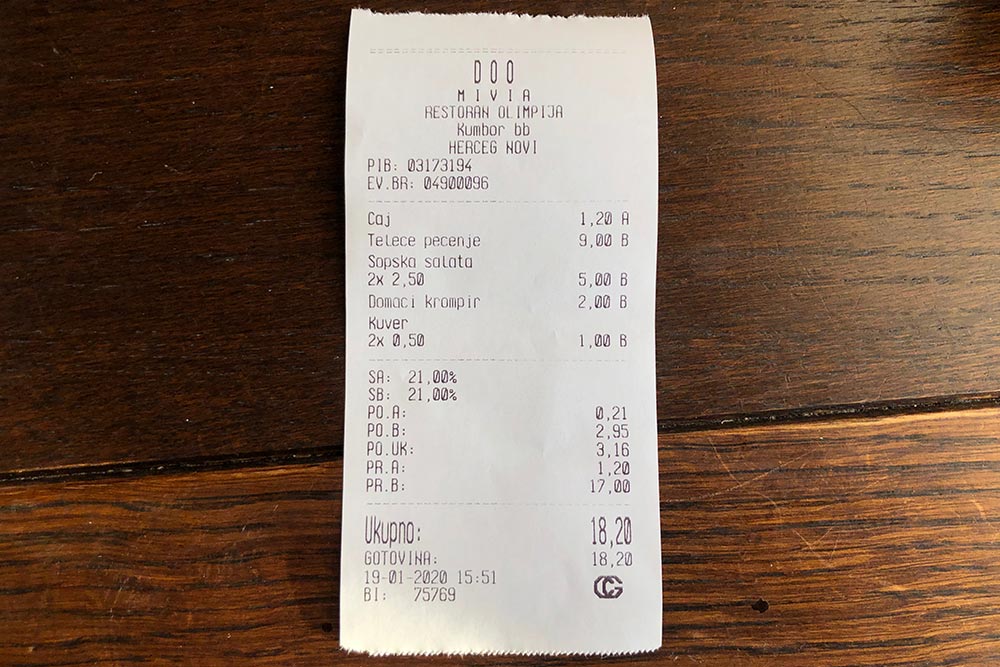 DOO
MIVIA
RESTORAN OLIMPIJA
Kumbor bb
HERCEG NOVI
PIB: 03173194
EV.BR: 04900096
Caj 1,20 A
Telece pecenje 9,00 B
Sopska salata
2x 2,50 5,00 B
Domaci krompir 2,00 B
Kuver
2x 0,50 1,00 B
SA: 21,00%
SB: 21,00%
PO.A: 0,21
PO.B: 2,95
PO.UK: 3,16
PR.A: 1,20
PR.B: 17,00
Ukupno: 18,20
GOTOVINA: 18,20
19-01-2020 15:51
BI: 75769